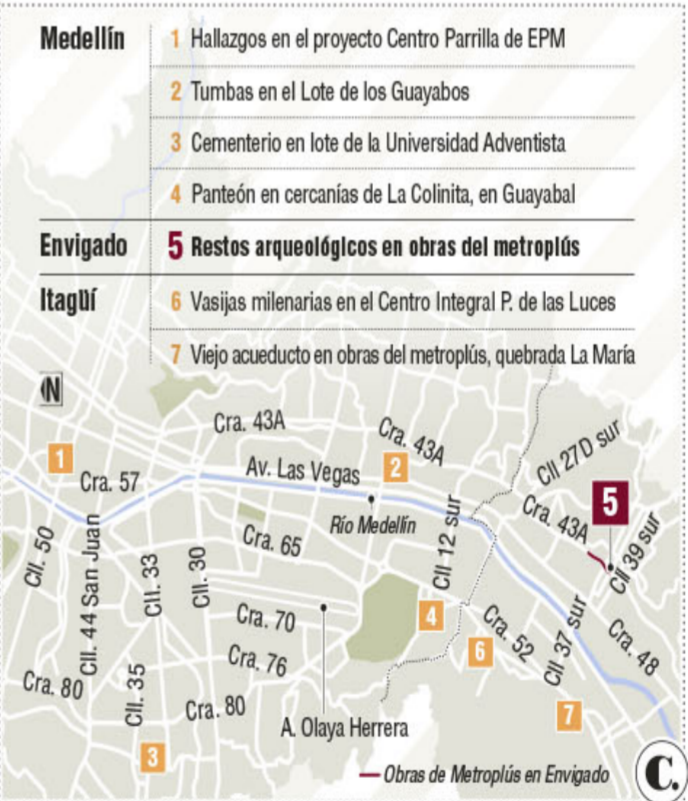 Medellín
1 Hallazgos en el proyecto Centro Parrilla de EPM
2 Tumbas en el Lote de los Guayabos
3 Cementerio en lote de la Universidad Adventista
4 Panteón en cercanías de La Colinita, en Guayabal
Envigado
5 Restos arqueológicos en obras del metroplús
Itagüí
6 Vasijas milenarias en el Centro Integral P. de las Luces
7 Viejo acueducto en obras del metroplús, quebrada La María
N
Cra. 43A
Cra. 43A
Cll 27D sur
1
Av. Las Vegas
2
Cra. 57
5
Río Medellín
Cra. 43A
Cll. 50
Cll. 44 San Juan
Cll. 33
Cll. 30
Cra. 65
Cll 12 sur
Cll 39 sur
Cra. 70
4
Cra. 52
Cll 37 sur
Cra. 48
Cra. 76
6
Cra. 80
Cll. 35
Cra. 80
7
A. Olaya Herrera
3
Obras de Metroplús en Envigado
C.